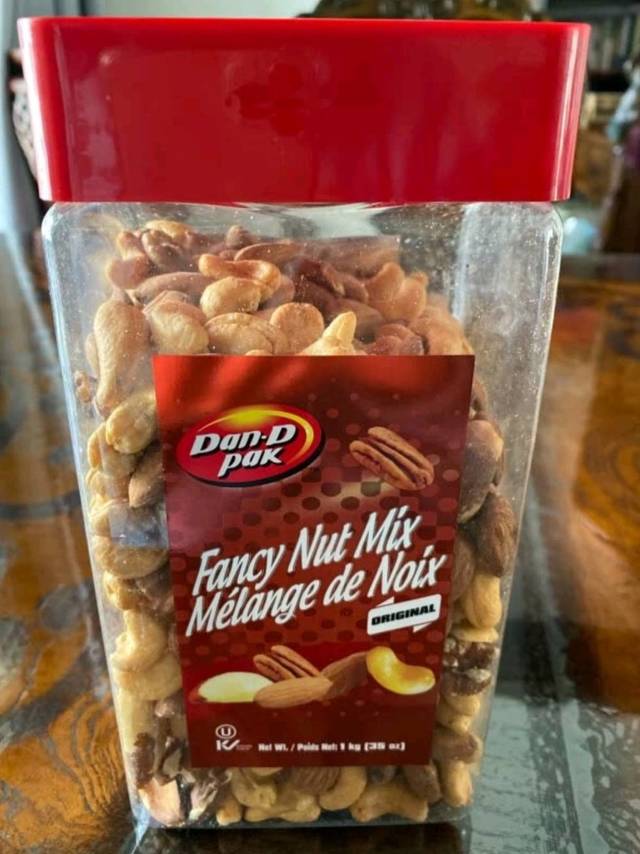 Dan-D
pak
Fancy Nut Mix
Mélange de Noix
ORIGINAL
U
K
Net Wt. / Poids Net: 1 kg (35 oz)